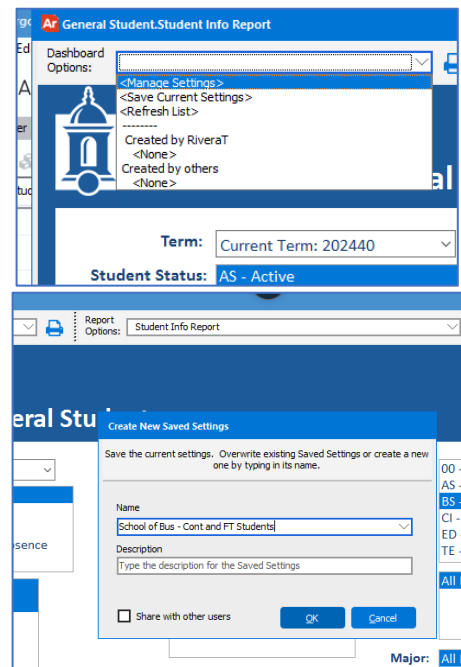 Ar General Student.Student Info Report
Ed
Dashboard
Options:
<Manage Settings>
<Save Current Settings>
<Refresh List>
--------
Created by RiveraT
<None>
Created by others
<None>
A
er
al
Term: Current Term: 202440
Student Status: AS - Active
Report
Options: Student Info Report
eral Stu
Create New Saved Settings
Save the current settings. Overwrite existing Saved Settings or create a new
one by typing in its name.
Name
School of Bus - Cont and FT Students
Description
Type the description for the Saved Settings
Share with other users
OK
Cancel
sence
00 -
AS -
BS -
CI -
ED -
TE -
All
Major: All